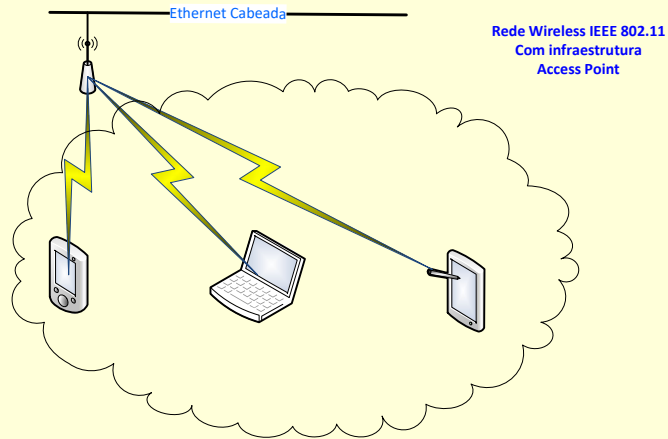 Ethernet Cabeada
Rede Wireless IEEE 802.11
Com infraestrutura
Access Point